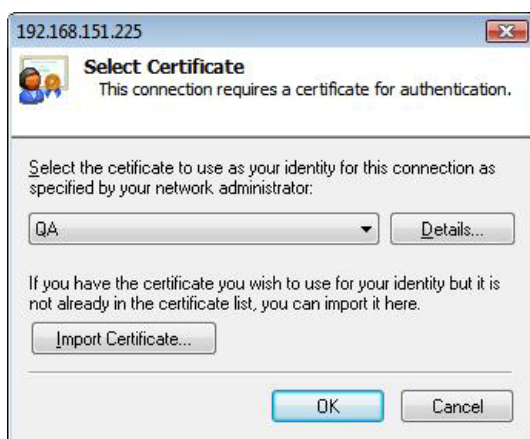 192.168.151.225
Select Certificate
This connection requires a certificate for authentication.
Select the cetificate to use as your identity for this connection as
specified by your network administrator:
QA
Details...
If you have the certificate you wish to use for your identity but it is
not already in the certificate list, you can import it here.
Import Certificate...
OK
Cancel